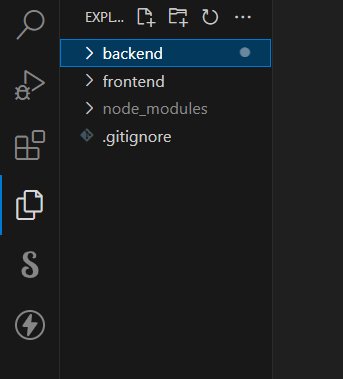 EXPL...
backend
frontend
node_modules
.gitignore